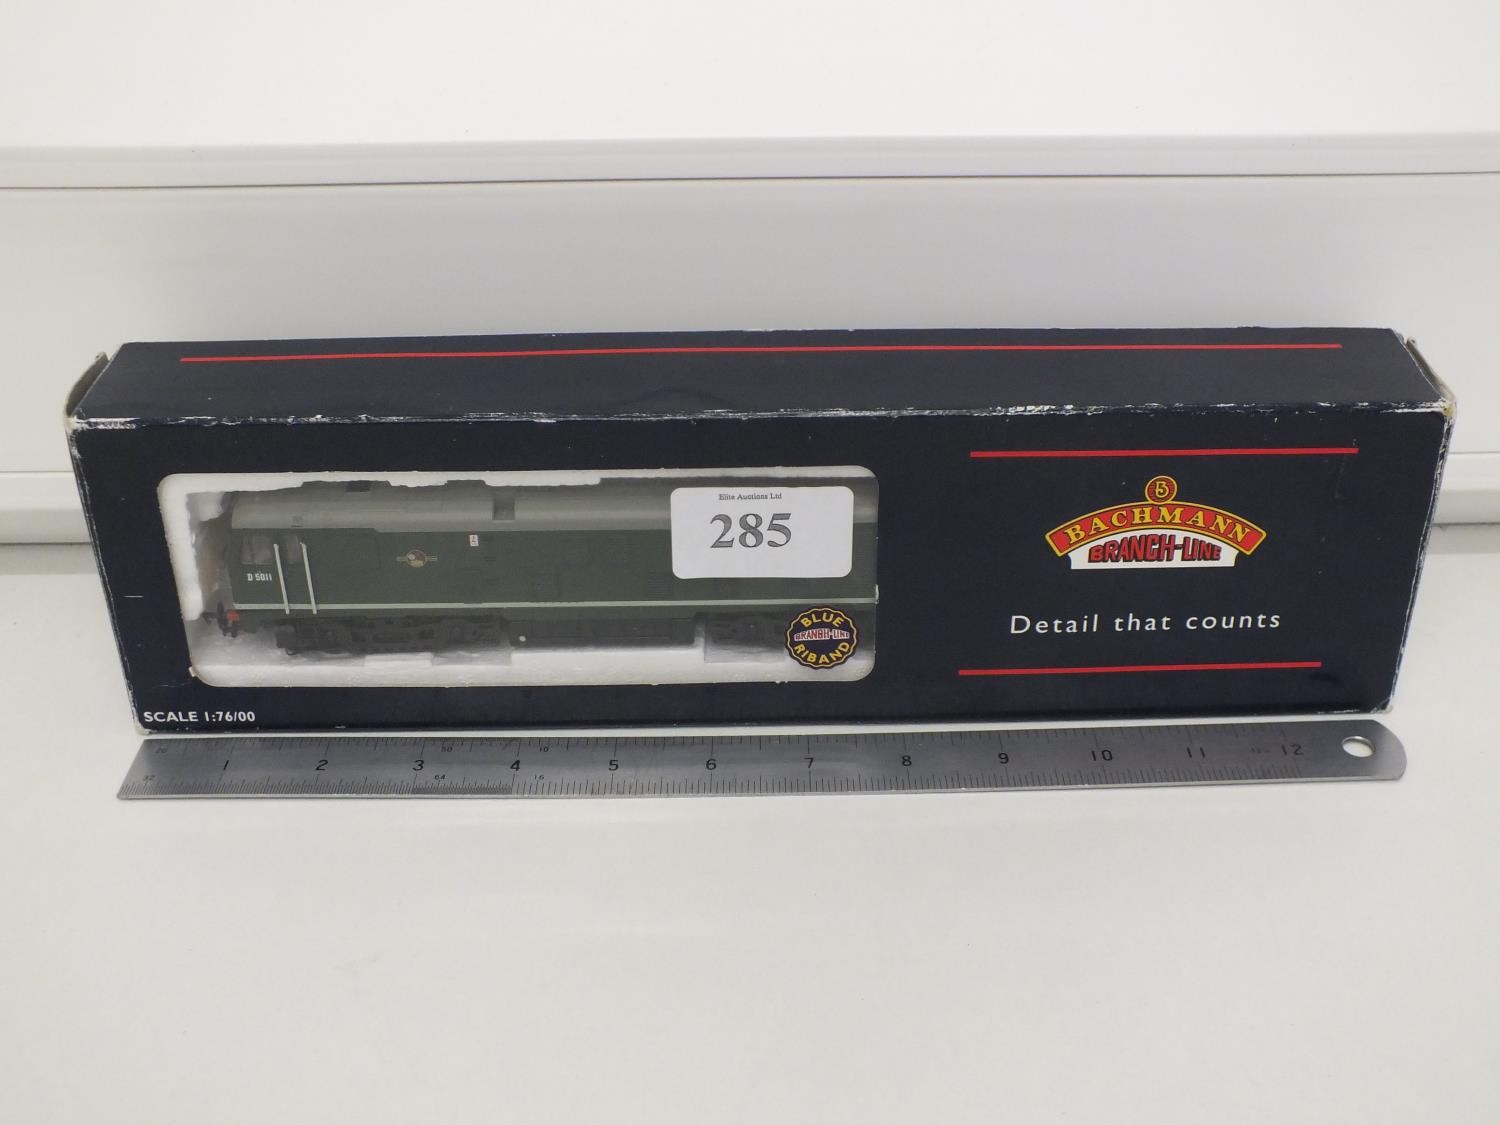 Elite Auctions Ltd
285
D 5011
BLUE
BRANCH-LINE
RIBAND
B
BACHMANN
BRANCH-LINE
Detail that counts
SCALE 1:76/00
1 2 3 4 5 6 7 8 9 10 11 12